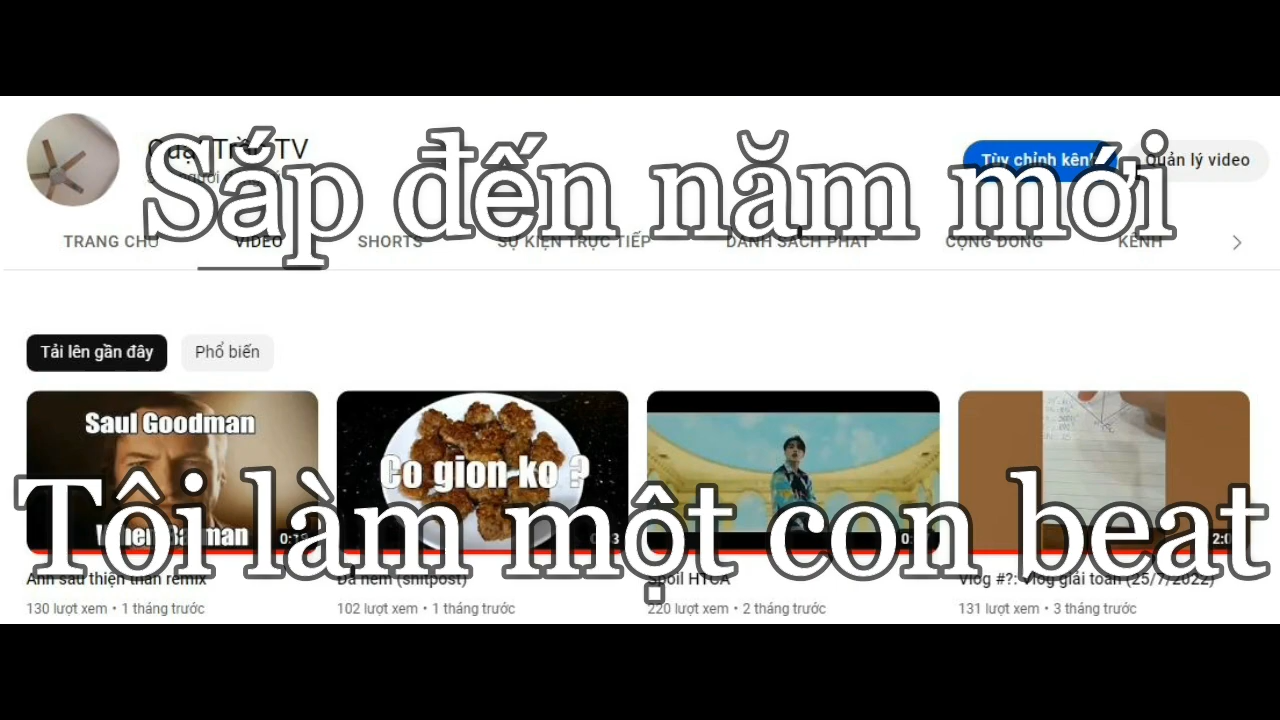 Sắp đến năm mới
Trần TV
Tùy chỉnh kênh
Quản lý video
TRANG CHỦ VIDEO SHORTS SỰ KIỆN TRỰC TIẾP DANH SÁCH PHÁT CỘNG ĐỒNG KÊNH
Tải lên gần đây Phổ biến
Saul Goodman
Co gion ko ?
Tôi làm một con beat
Anh sáu thiện thần remix
Đá nem (shitpost)
Spoil HTCA
Vlog #?: Vlog giải toán (25/7/2022)
130 lượt xem • 1 tháng trước
102 lượt xem • 1 tháng trước
220 lượt xem • 2 tháng trước
131 lượt xem • 3 tháng trước